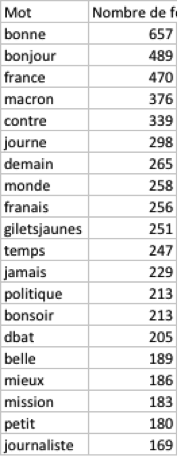 Mot Nombre de f
bonne 657
bonjour 489
france 470
macron 376
contre 339
journe 298
demain 265
monde 258
franais 256
giletsjaunes 251
temps 247
jamais 229
politique 213
bonsoir 213
dbat 205
belle 189
mieux 186
mission 183
petit 180
journaliste 169